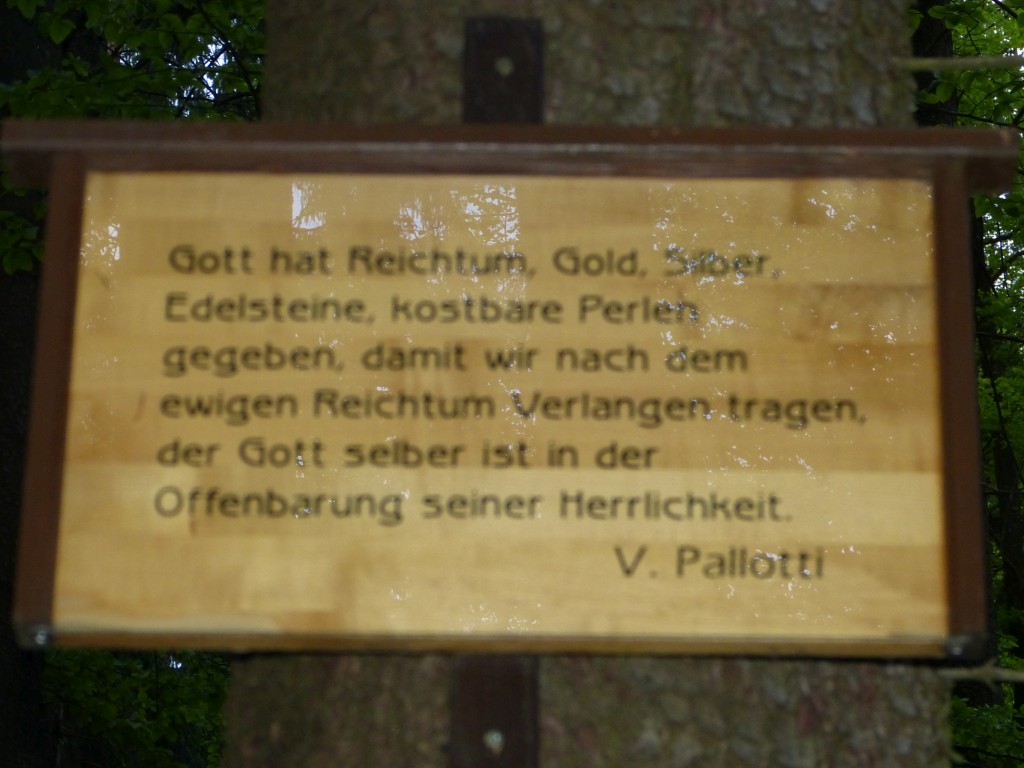 Gott hat Reichtum, Gold, Silber,
Edelsteine, kostbare Perlen
gegeben, damit wir nach dem
ewigen Reichtum Verlangen tragen,
der Gott selber ist in der
Offenbarung seiner Herrlichkeit.
V. Pallotti